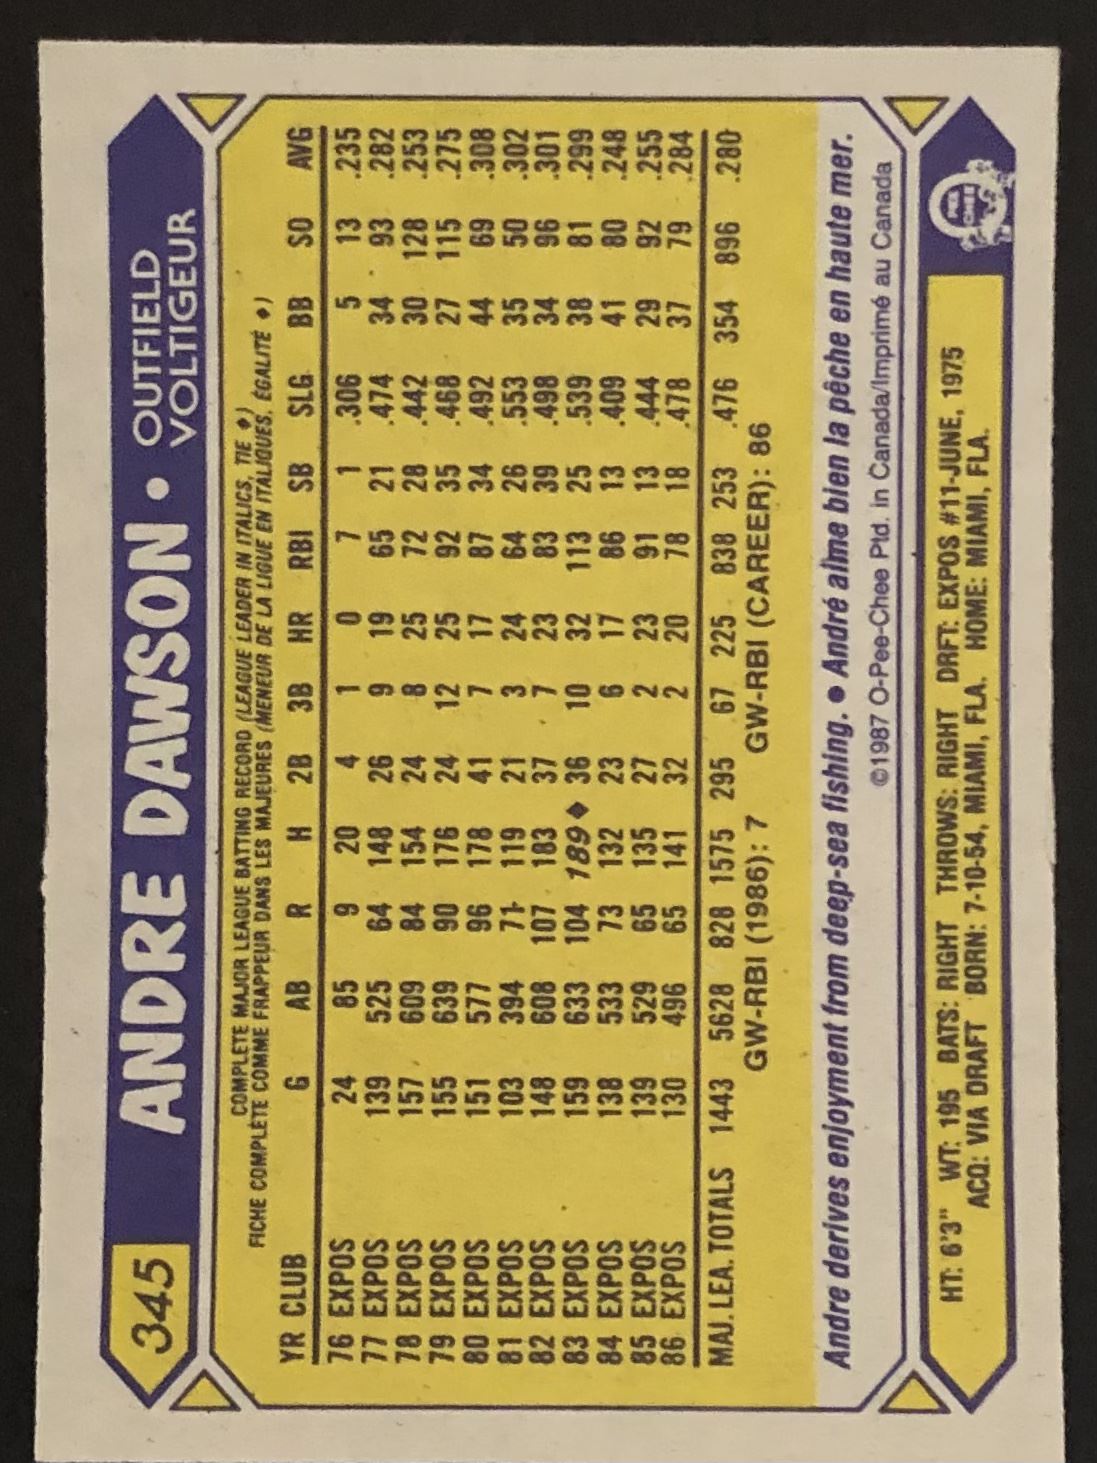 345 ANDRE DAWSON • OUTFIELD
VOLTIGEUR
COMPLETE MAJOR LEAGUE BATTING RECORD (LEAGUE LEADER IN ITALICS, TIE ♦)
FICHE COMPLÈTE COMME FRAPPEUR DANS LES MAJEURES (MENEUR DE LA LIGUE EN ITALIQUES, ÉGALITÉ ♦)
YR CLUB G AB R H 2B 3B HR RBI SB SLG BB SO AVG
76 EXPOS 24 85 9 20 4 1 0 7 1 .306 5 13 .235
77 EXPOS 139 525 64 148 26 9 19 65 21 .474 34 93 .282
78 EXPOS 157 609 84 154 24 8 25 72 28 .442 30 128 .253
79 EXPOS 155 639 90 176 24 12 25 92 35 .468 27 115 .275
80 EXPOS 151 577 96 178 41 7 17 87 34 .492 44 69 .308
81 EXPOS 103 394 71 119 21 3 24 64 26 .553 35 50 .302
82 EXPOS 148 608 107 183 37 7 23 83 39 .498 34 96 .301
83 EXPOS 159 633 104 189♦ 36 10 32 113 25 .539 38 81 .299
84 EXPOS 138 533 73 132 23 6 17 86 13 .409 41 80 .248
85 EXPOS 139 529 65 135 27 2 23 91 13 .444 29 92 .255
86 EXPOS 130 496 65 141 32 2 20 78 18 .478 37 79 .284
MAJ. LEA. TOTALS 1443 5628 828 1575 295 67 225 838 253 .476 354 896 .280
GW-RBI (1986): 7 GW-RBI (CAREER): 86
Andre derives enjoyment from deep-sea fishing. • André aime bien la pêche en haute mer.
©1987 O-Pee-Chee Ptd. in Canada/Imprimé au Canada
HT: 6'3" WT: 195 BATS: RIGHT THROWS: RIGHT DRFT: EXPOS #11-JUNE, 1975
ACQ: VIA DRAFT BORN: 7-10-54, MIAMI, FLA. HOME: MIAMI, FLA.